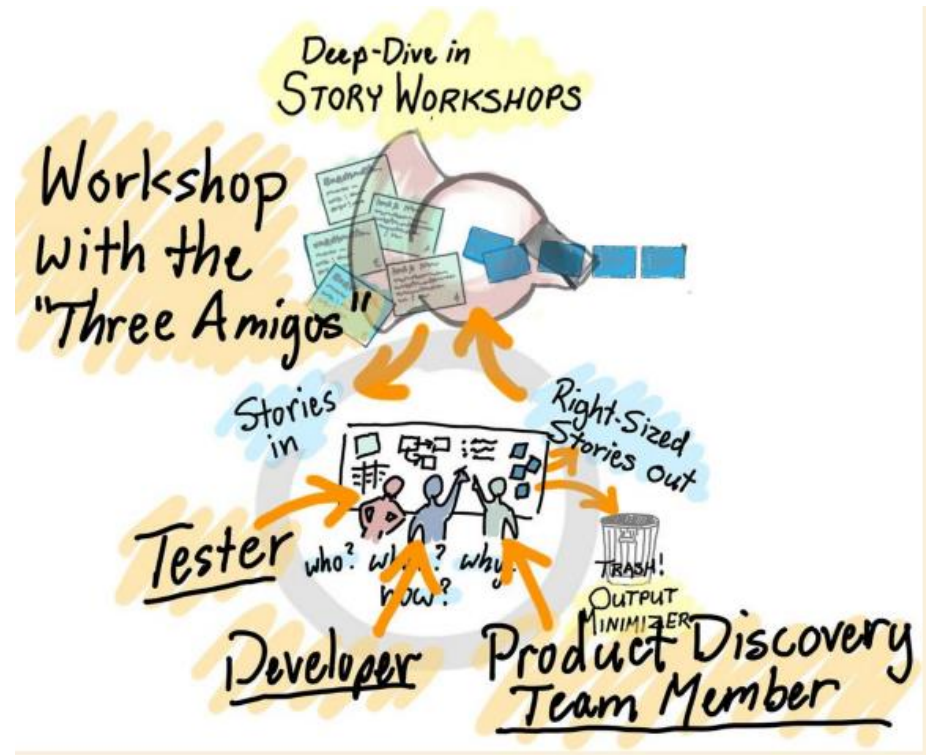 Deep-Dive in
STORY WORKSHOPS
Workshop
with the
"Three Amigos"
Stories
in
Right-Sized
Stories out
Tester
who? why?
how?
TRASH!
OUTPUT
MINIMIZER
Developer
Product Discovery
Team Member